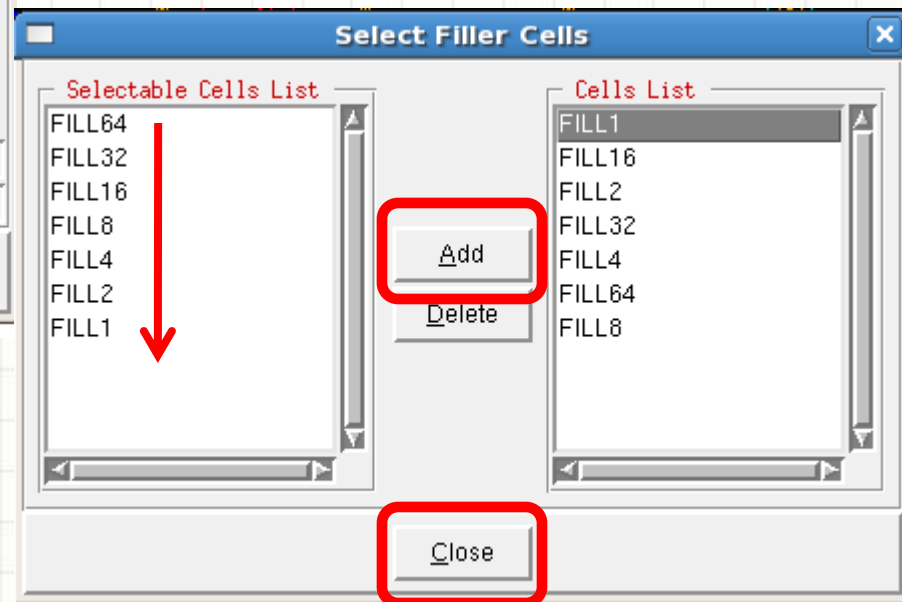 Select Filler Cells
Selectable Cells List
FILL64
FILL32
FILL16
FILL8
FILL4
FILL2
FILL1
Add
Delete
Cells List
FILL1
FILL16
FILL2
FILL32
FILL4
FILL64
FILL8
Close